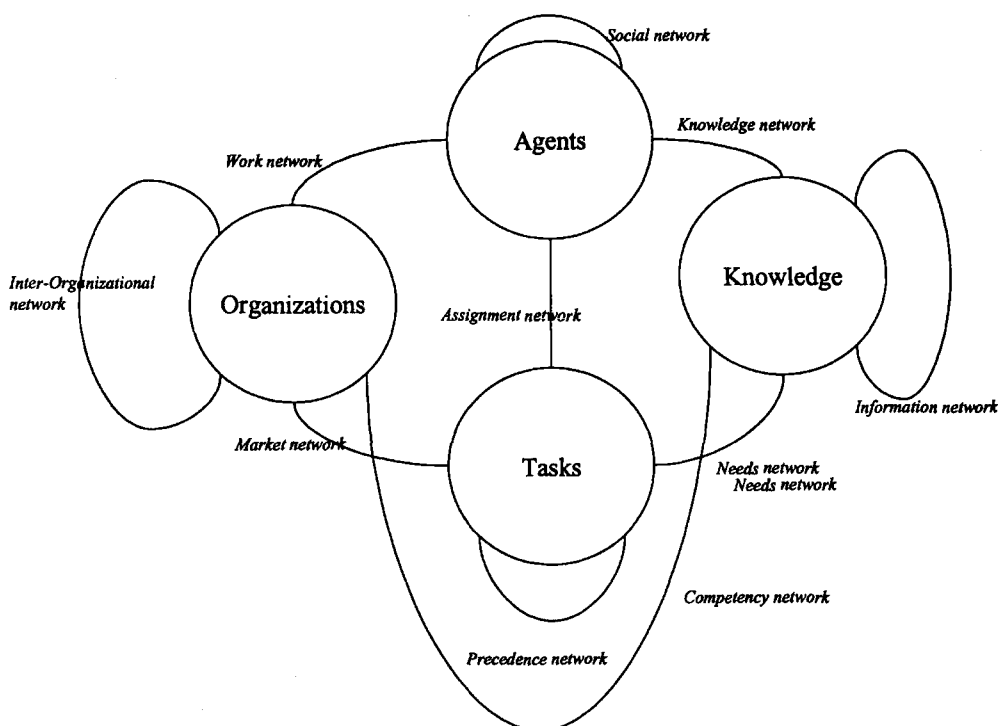 Social network
Agents
Knowledge network
Work network
Inter-Organizational
network
Organizations
Knowledge
Assignment network
Information network
Market network
Tasks
Needs network
Needs network
Competency network
Precedence network